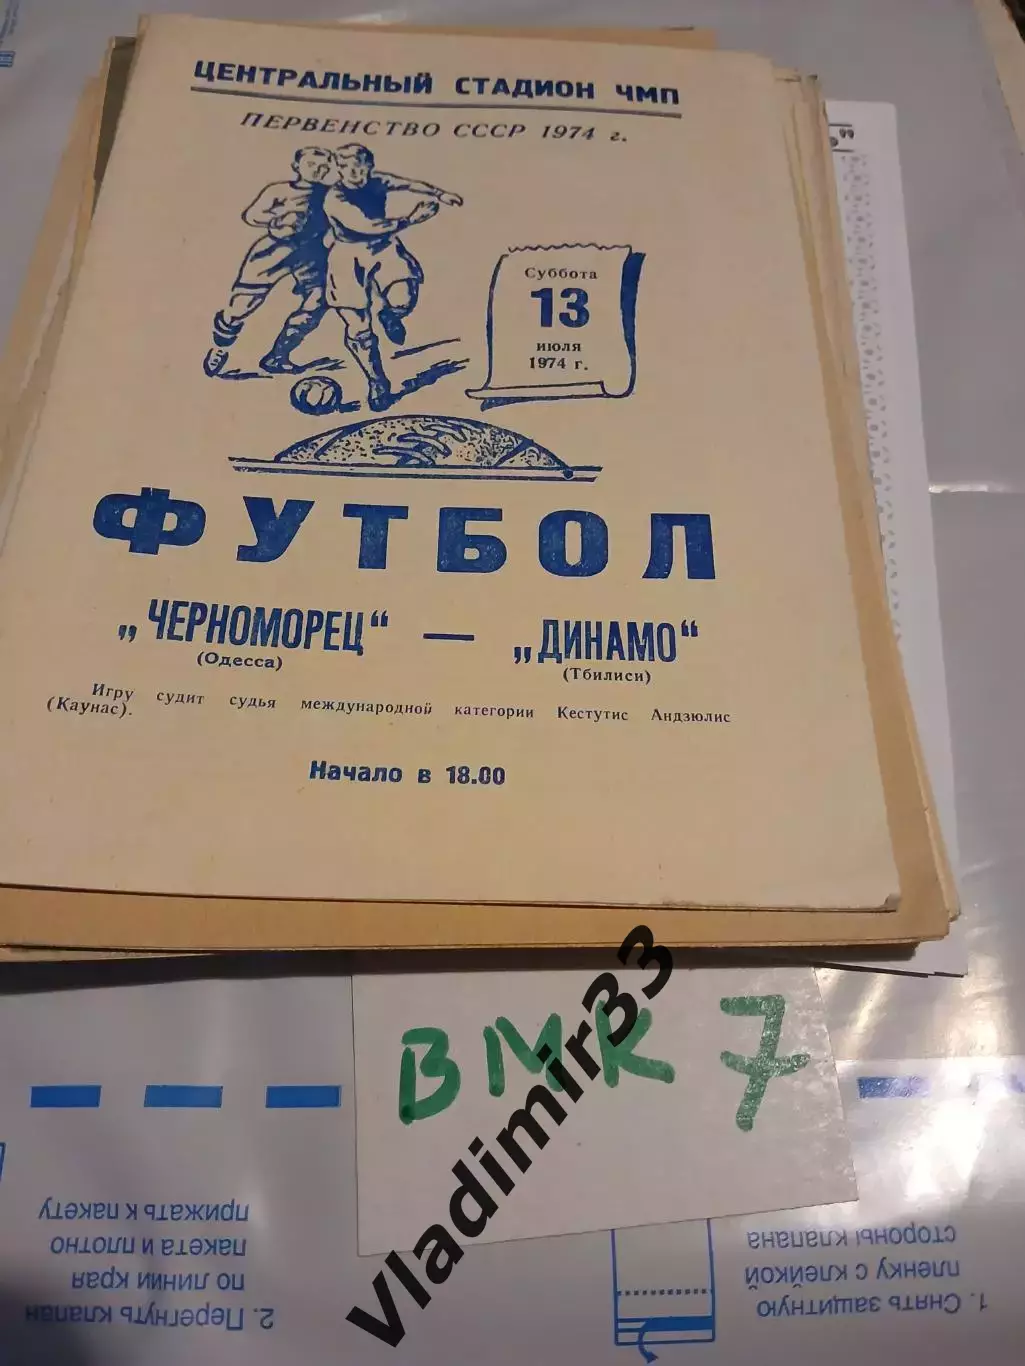 ЦЕНТРАЛЬНЫЙ СТАДИОН ЧМП
ПЕРВЕНСТВО СССР 1974 г.
Суббота
13
июля
1974 г.
ФУТБОЛ
„ЧЕРНОМОРЕЦ“ — „ДИНАМО“
(Одесса) (Тбилиси)
Игру судит судья международной категории Кестутис Андзюлис
(Каунас).
Начало в 18.00
7
Vladimir33
1. Снять защитную
пленку с клейкой
стороны клапана
2. Перегнуть клапан
по линии края
пакета и плотно
прижать к пакету